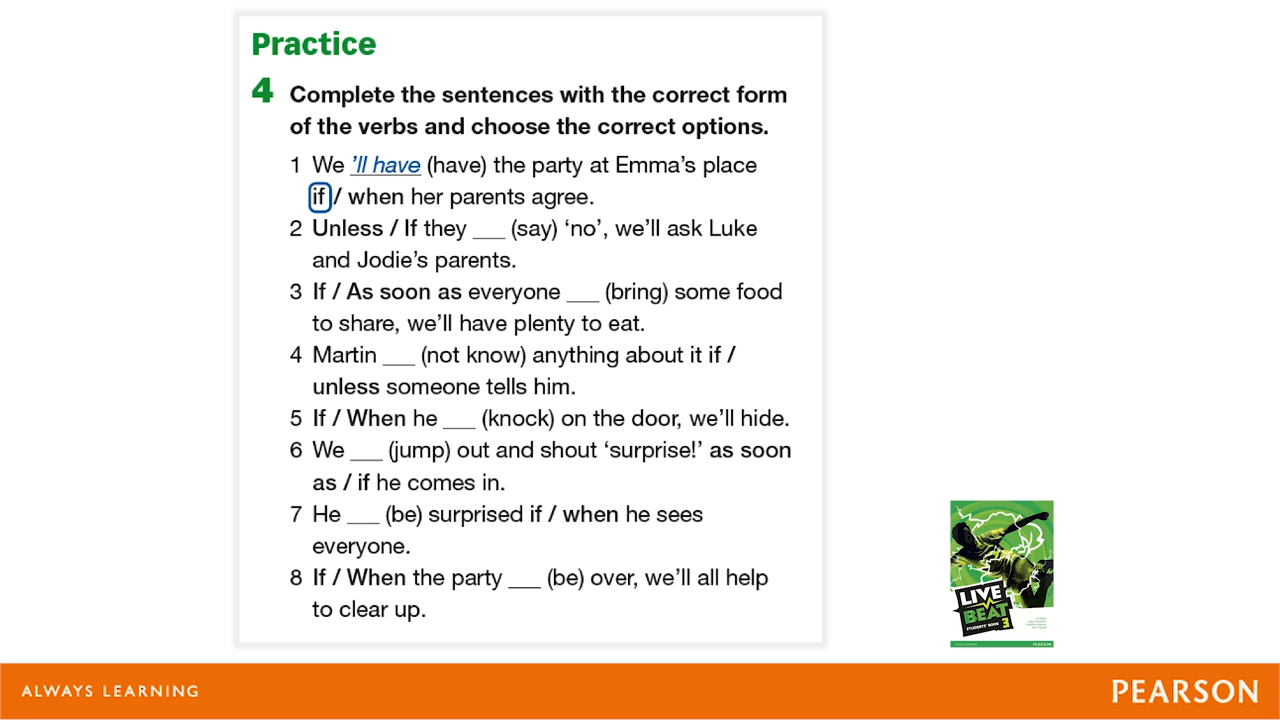 Practice
4 Complete the sentences with the correct form
of the verbs and choose the correct options.
1 We ’ll have (have) the party at Emma’s place
if / when her parents agree.
2 Unless / If they ___ (say) ‘no’, we’ll ask Luke
and Jodie’s parents.
3 If / As soon as everyone ___ (bring) some food
to share, we’ll have plenty to eat.
4 Martin ___ (not know) anything about it if /
unless someone tells him.
5 If / When he ___ (knock) on the door, we’ll hide.
6 We ___ (jump) out and shout ‘surprise!’ as soon
as / if he comes in.
7 He ___ (be) surprised if / when he sees
everyone.
8 If / When the party ___ (be) over, we’ll all help
to clear up.
LIVE
BEAT
STUDENTS' BOOK 3
PEARSON
ALWAYS LEARNING
PEARSON